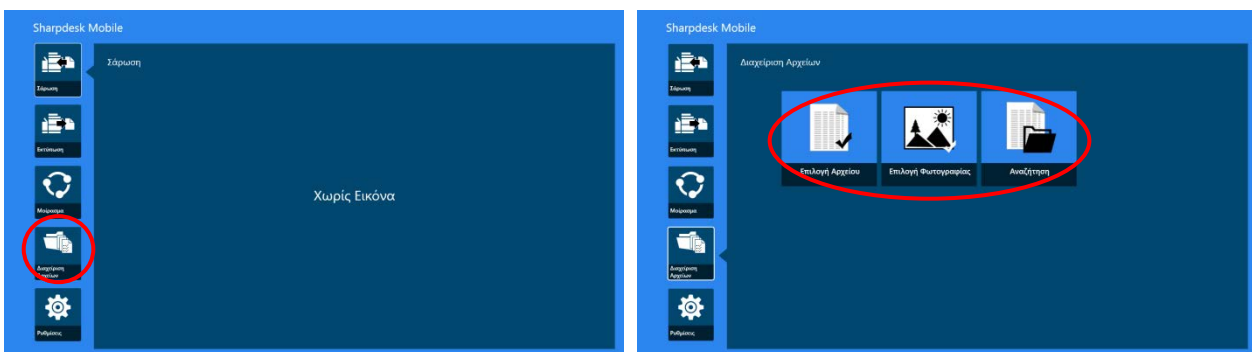 Sharpdesk Mobile
Σάρωση
Σάρωση
Εκτύπωση
Χωρίς Εικόνα
Μοίρασμα
Διαχείριση
Αρχείων
Ρυθμίσεις
Sharpdesk Mobile
Διαχείριση Αρχείων
Σάρωση
Εκτύπωση
Επιλογή Αρχείου
Επιλογή Φωτογραφίας
Αναζήτηση
Μοίρασμα
Διαχείριση
Αρχείων
Ρυθμίσεις